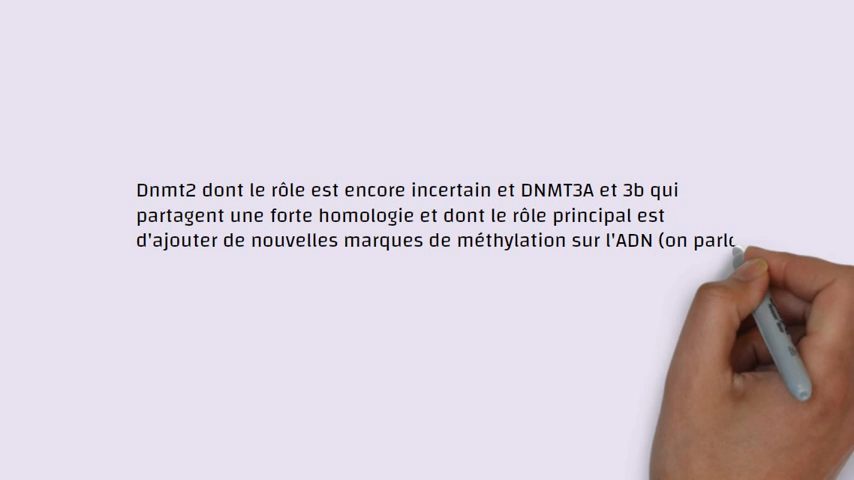 Dnmt2 dont le rôle est encore incertain et DNMT3A et 3b qui
partagent une forte homologie et dont le rôle principal est
d'ajouter de nouvelles marques de méthylation sur l'ADN (on